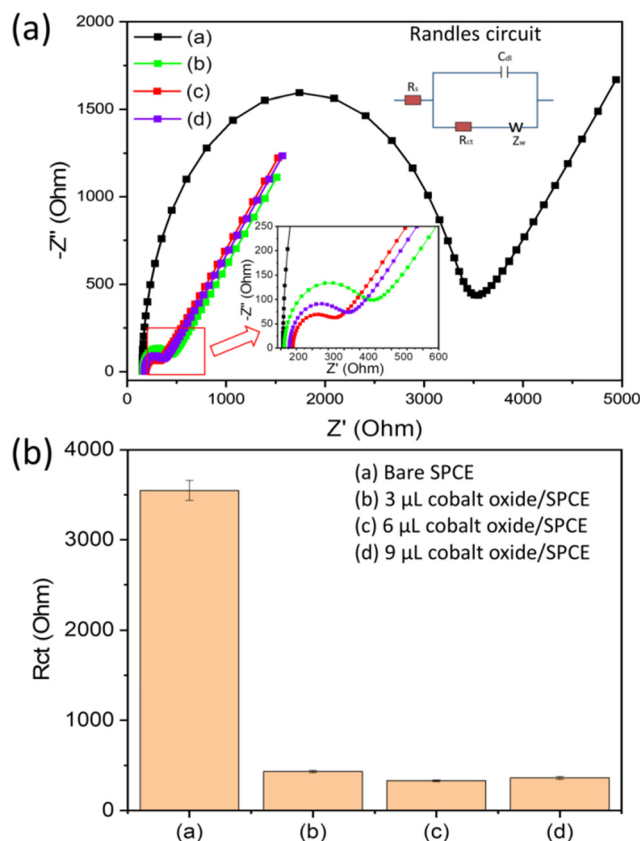 (a)
(a)
(b)
(c)
(d)
Randles circuit
Rs
Cdl
Rct
Zw
-Z'' (Ohm)
2000
1500
1000
500
0
-Z'' (Ohm)
250
200
150
100
50
0
200 300 400 500 600
Z' (Ohm)
0 1000 2000 3000 4000 5000
Z' (Ohm)
(b)
(a) Bare SPCE
(b) 3 μL cobalt oxide/SPCE
(c) 6 μL cobalt oxide/SPCE
(d) 9 μL cobalt oxide/SPCE
Rct (Ohm)
4000
3000
2000
1000
0
(a) (b) (c) (d)